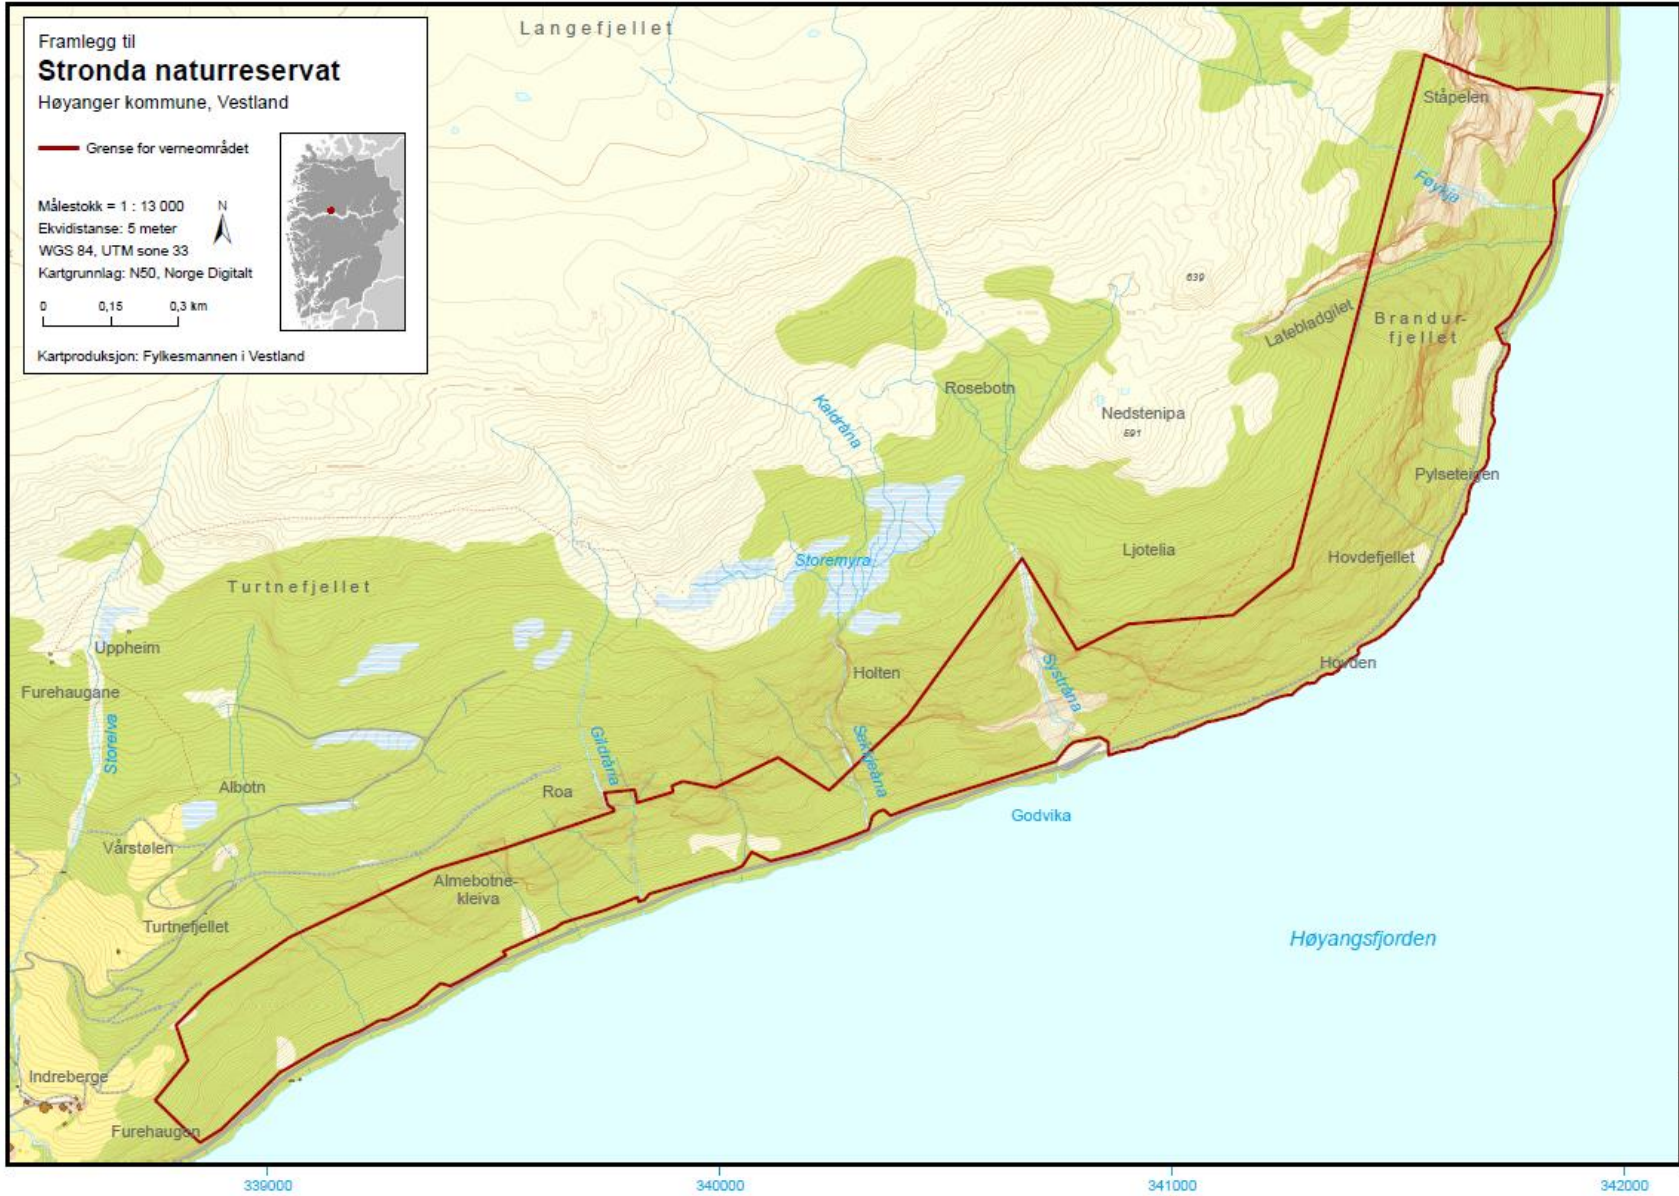 Framlegg til
Stronda naturreservat
Høyanger kommune, Vestland
Grense for verneområdet
Målestokk = 1 : 13 000
N
Ekvidistanse: 5 meter
WGS 84, UTM sone 33
Kartgrunnlag: N50, Norge Digitalt
0 0,15 0,3 km
Kartproduksjon: Fylkesmannen i Vestland
Langefjellet
Ståpelen
Føykja
639
Latebladgilet
Brandur-
fjellet
Rosebotn
Kaldråna
Nedstenipa
691
Pylseteigen
Storemyra
Ljotelia
Hovdefjellet
Turtnefjellet
Uppheim
Holten
Systråna
Hovden
Furehaugane
Storelva
Gildråna
Sekkjeåna
Albotn
Roa
Godvika
Vårstølen
Almebotne-
kleiva
Turtnefjellet
Høyangsfjorden
Indreberge
Furehaugen
339000 340000 341000 342000